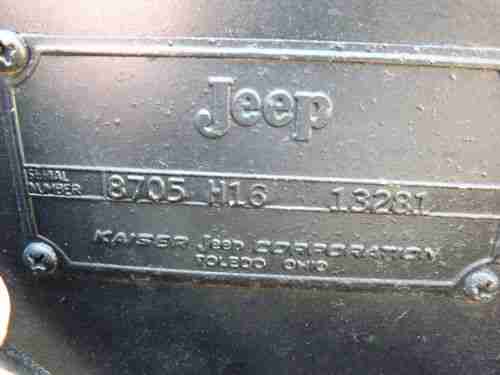 Jeep
SERIAL
NUMBER 8705 H16 13281
KAISER Jeep CORPORATION
TOLEDO OHIO